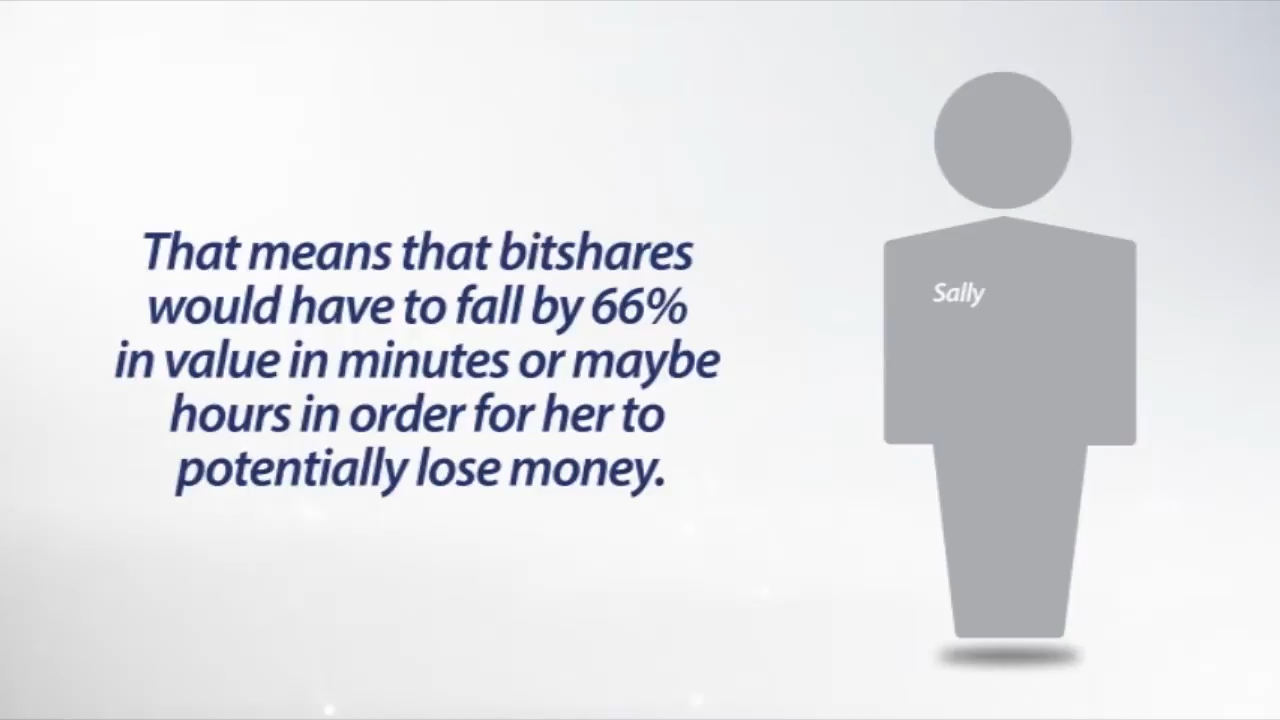 That means that bitshares
would have to fall by 66%
in value in minutes or maybe
hours in order for her to
potentially lose money.
Sally